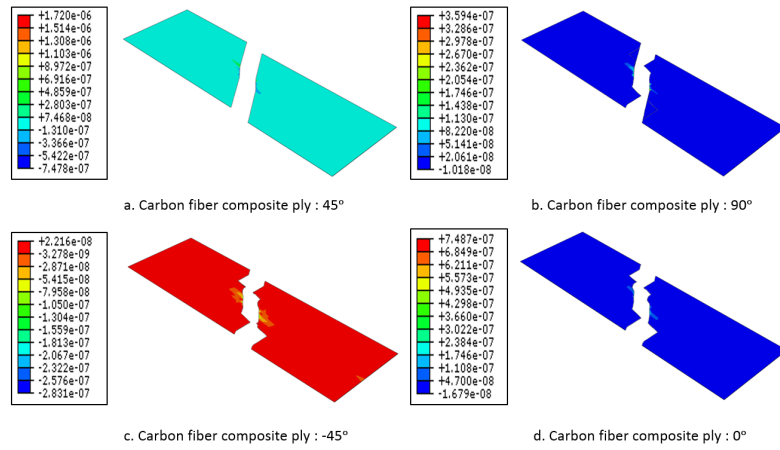 +1.720e-06
+1.514e-06
+1.308e-06
+1.103e-06
+8.972e-07
+6.916e-07
+4.859e-07
+2.803e-07
+7.468e-08
-1.310e-07
-3.366e-07
-5.422e-07
-7.478e-07
a. Carbon fiber composite ply : 45°
+3.594e-07
+3.286e-07
+2.978e-07
+2.670e-07
+2.362e-07
+2.054e-07
+1.746e-07
+1.438e-07
+1.130e-07
+8.220e-08
+5.141e-08
+2.061e-08
-1.018e-08
b. Carbon fiber composite ply : 90°
+2.216e-08
-3.278e-09
-2.871e-08
-5.415e-08
-7.958e-08
-1.050e-07
-1.304e-07
-1.559e-07
-1.813e-07
-2.067e-07
-2.322e-07
-2.576e-07
-2.831e-07
c. Carbon fiber composite ply : -45°
+7.487e-07
+6.849e-07
+6.211e-07
+5.573e-07
+4.935e-07
+4.298e-07
+3.660e-07
+3.022e-07
+2.384e-07
+1.746e-07
+1.108e-07
+4.700e-08
-1.679e-08
d. Carbon fiber composite ply : 0°